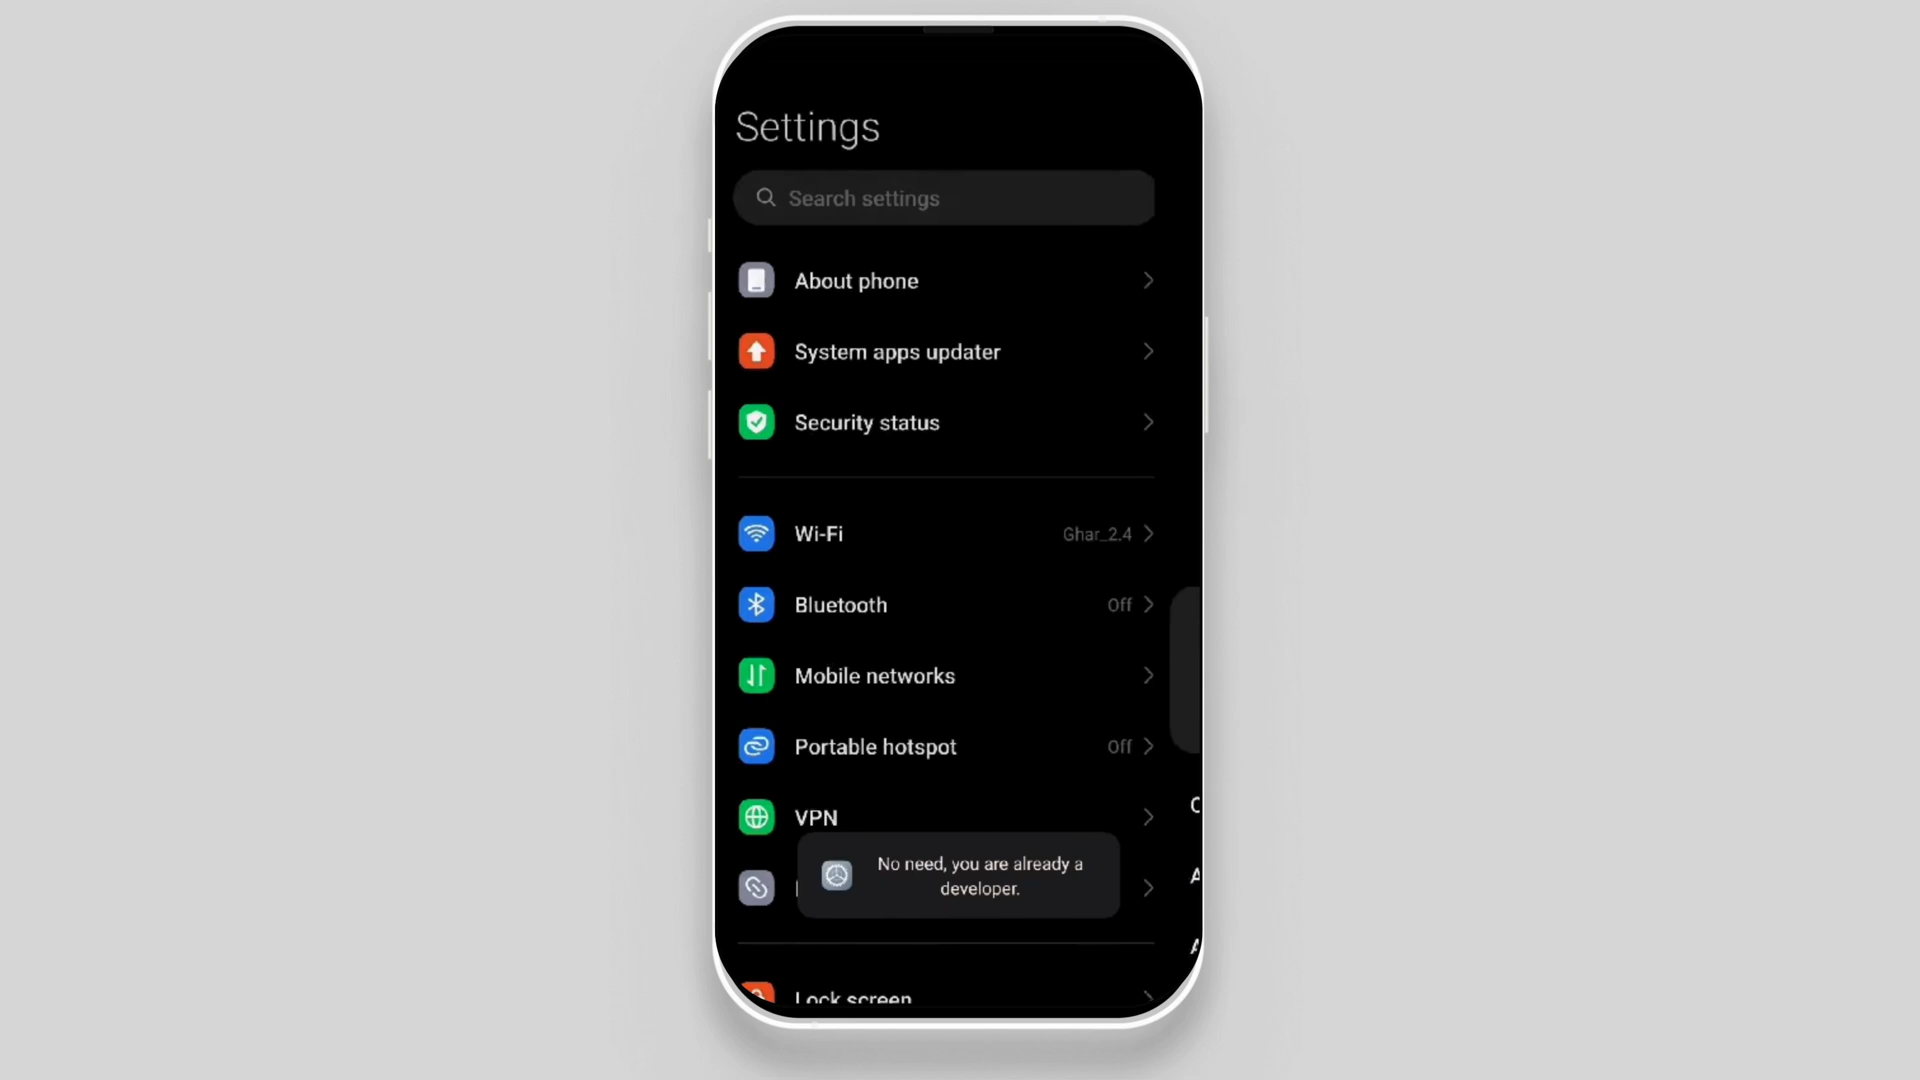 Settings
Search settings
About phone
System apps updater
Security status
Wi-Fi Ghar_2.4
Bluetooth Off
Mobile networks
Portable hotspot Off
VPN
No need, you are already a
developer.
Lock screen